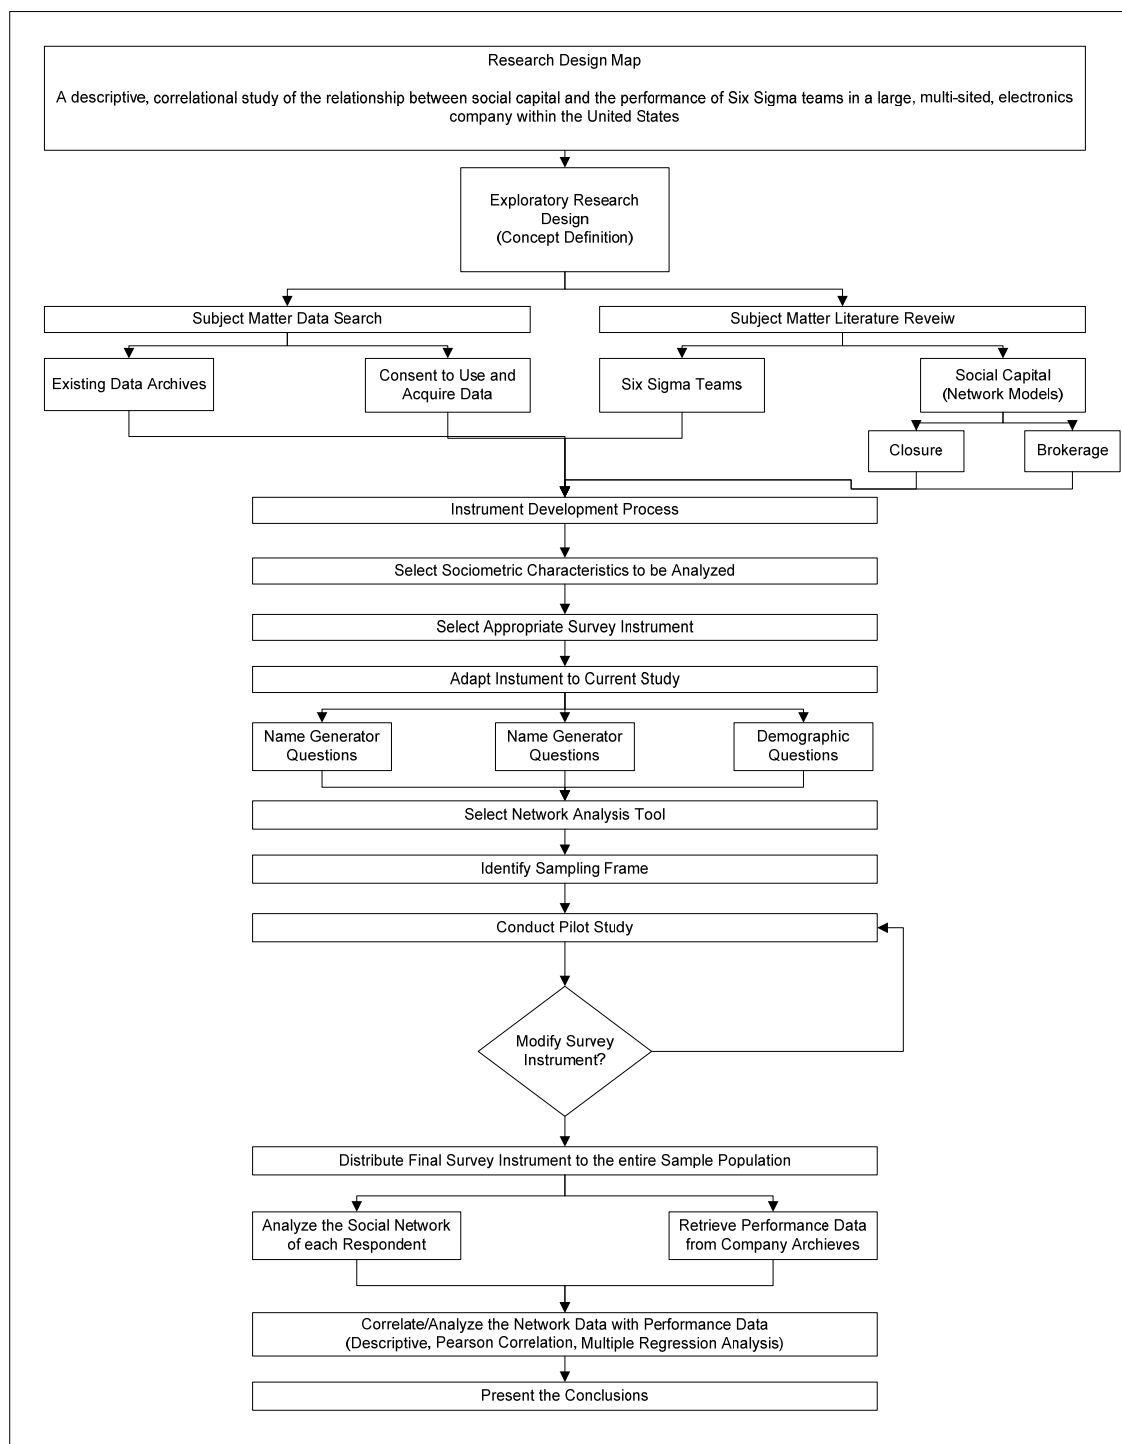 Research Design Map
A descriptive, correlational study of the relationship between social capital and the performance of Six Sigma teams in a large, multi-sited, electronics
company within the United States
Exploratory Research
Design
(Concept Definition)
Subject Matter Data Search
Subject Matter Literature Reveiw
Existing Data Archives
Consent to Use and
Acquire Data
Six Sigma Teams
Social Capital
(Network Models)
Closure
Brokerage
Instrument Development Process
Select Sociometric Characteristics to be Analyzed
Select Appropriate Survey Instrument
Adapt Instument to Current Study
Name Generator
Questions
Name Generator
Questions
Demographic
Questions
Select Network Analysis Tool
Identify Sampling Frame
Conduct Pilot Study
Modify Survey
Instrument?
Distribute Final Survey Instrument to the entire Sample Population
Analyze the Social Network
of each Respondent
Retrieve Performance Data
from Company Archieves
Correlate/Analyze the Network Data with Performance Data
(Descriptive, Pearson Correlation, Multiple Regression Analysis)
Present the Conclusions